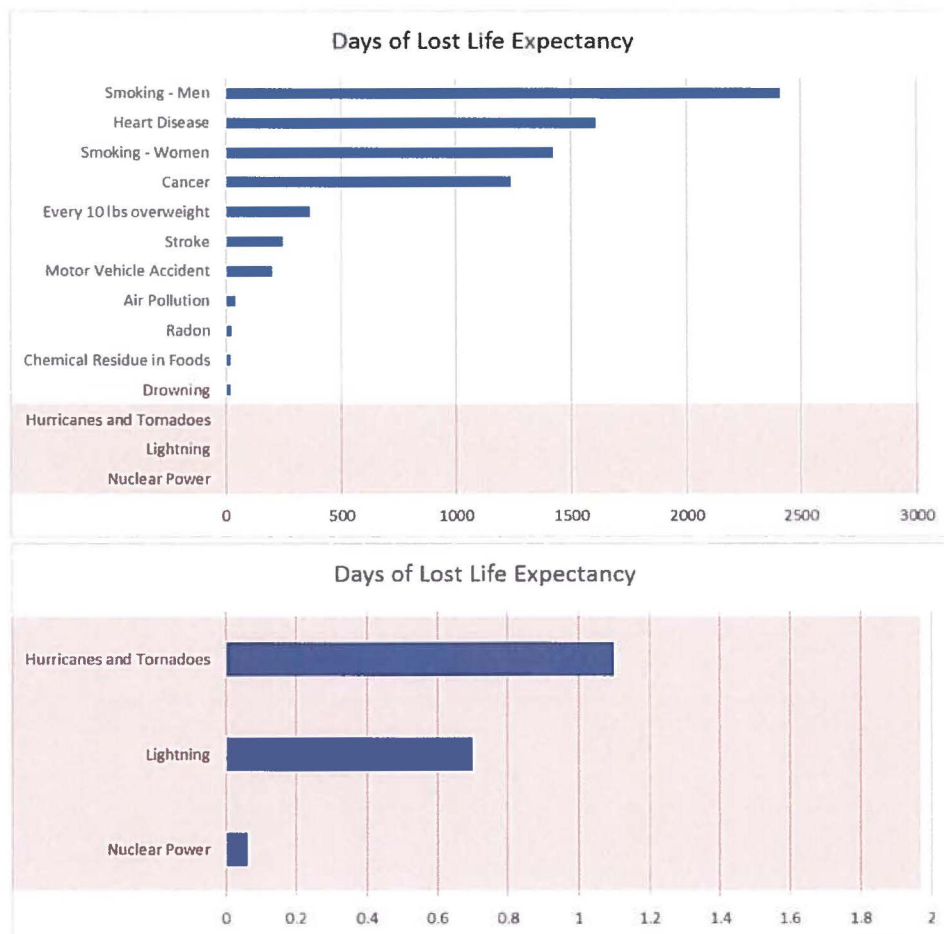 Days of Lost Life Expectancy
Smoking - Men
Heart Disease
Smoking - Women
Cancer
Every 10 lbs overweight
Stroke
Motor Vehicle Accident
Air Pollution
Radon
Chemical Residue in Foods
Drowning
Hurricanes and Tornadoes
Lightning
Nuclear Power
0 500 1000 1500 2000 2500 3000
Days of Lost Life Expectancy
Hurricanes and Tornadoes
Lightning
Nuclear Power
0 0.2 0.4 0.6 0.8 1 1.2 1.4 1.6 1.8 2